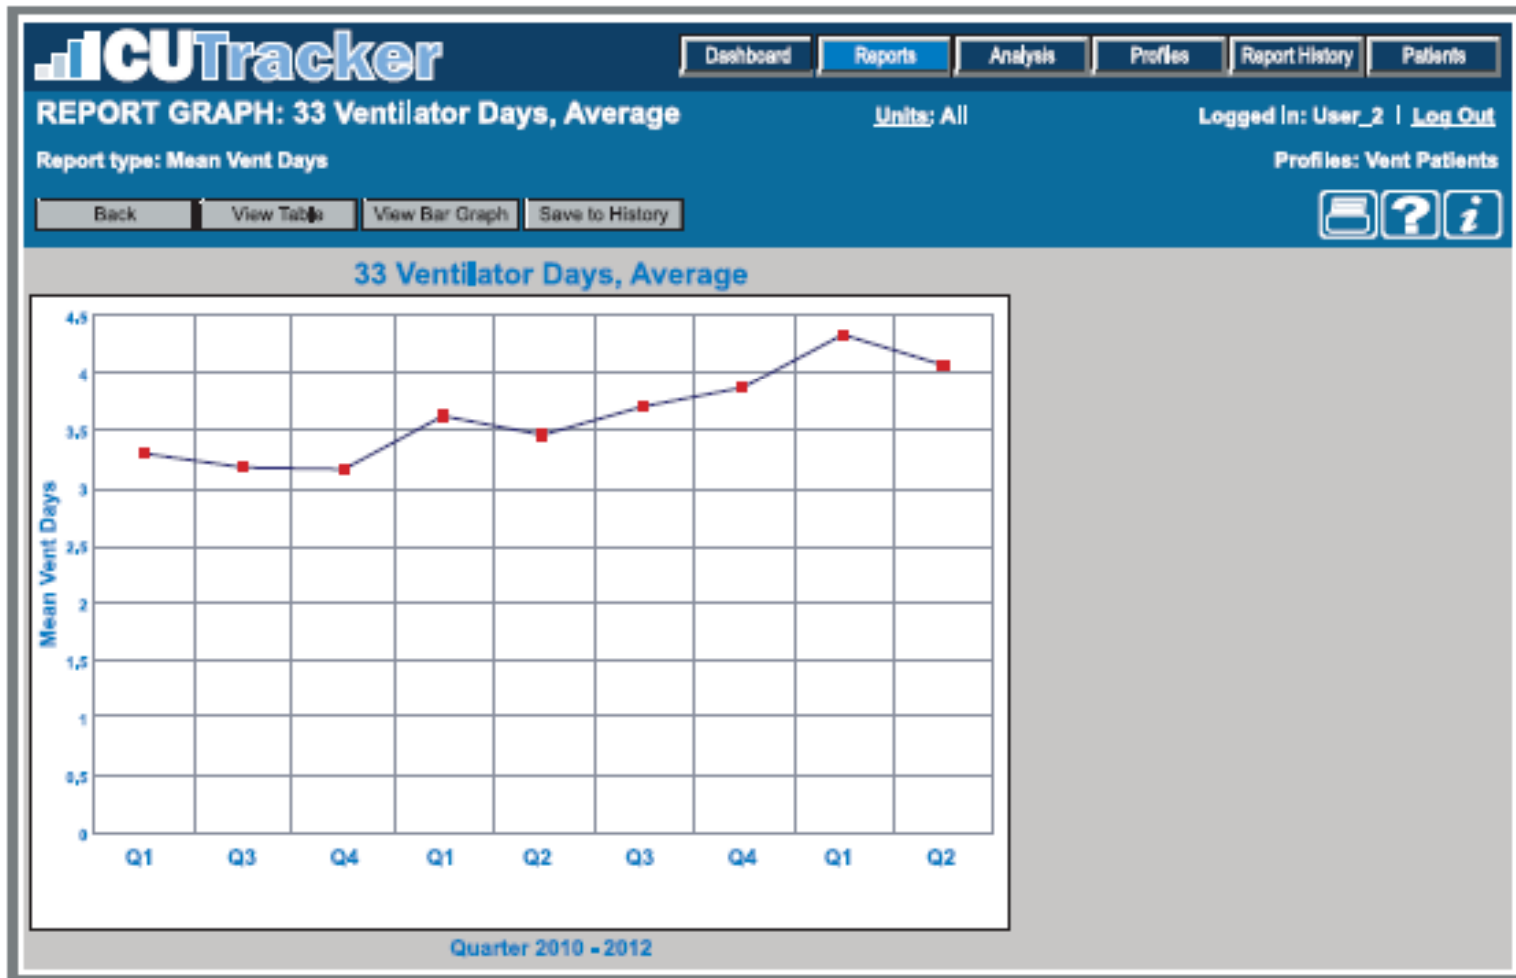 ICUTracker
Dashboard Reports Analysis Profiles Report History Patients
REPORT GRAPH: 33 Ventilator Days, Average Units: All Logged in: User_2 | Log Out
Report type: Mean Vent Days Profiles: Vent Patients
Back View Table View Bar Graph Save to History ? i
33 Ventilator Days, Average
Mean Vent Days
4,5
4
3,5
3
2,5
2
1,5
1
0,5
0
Q1 Q3 Q4 Q1 Q2 Q3 Q4 Q1 Q2
Quarter 2010 - 2012